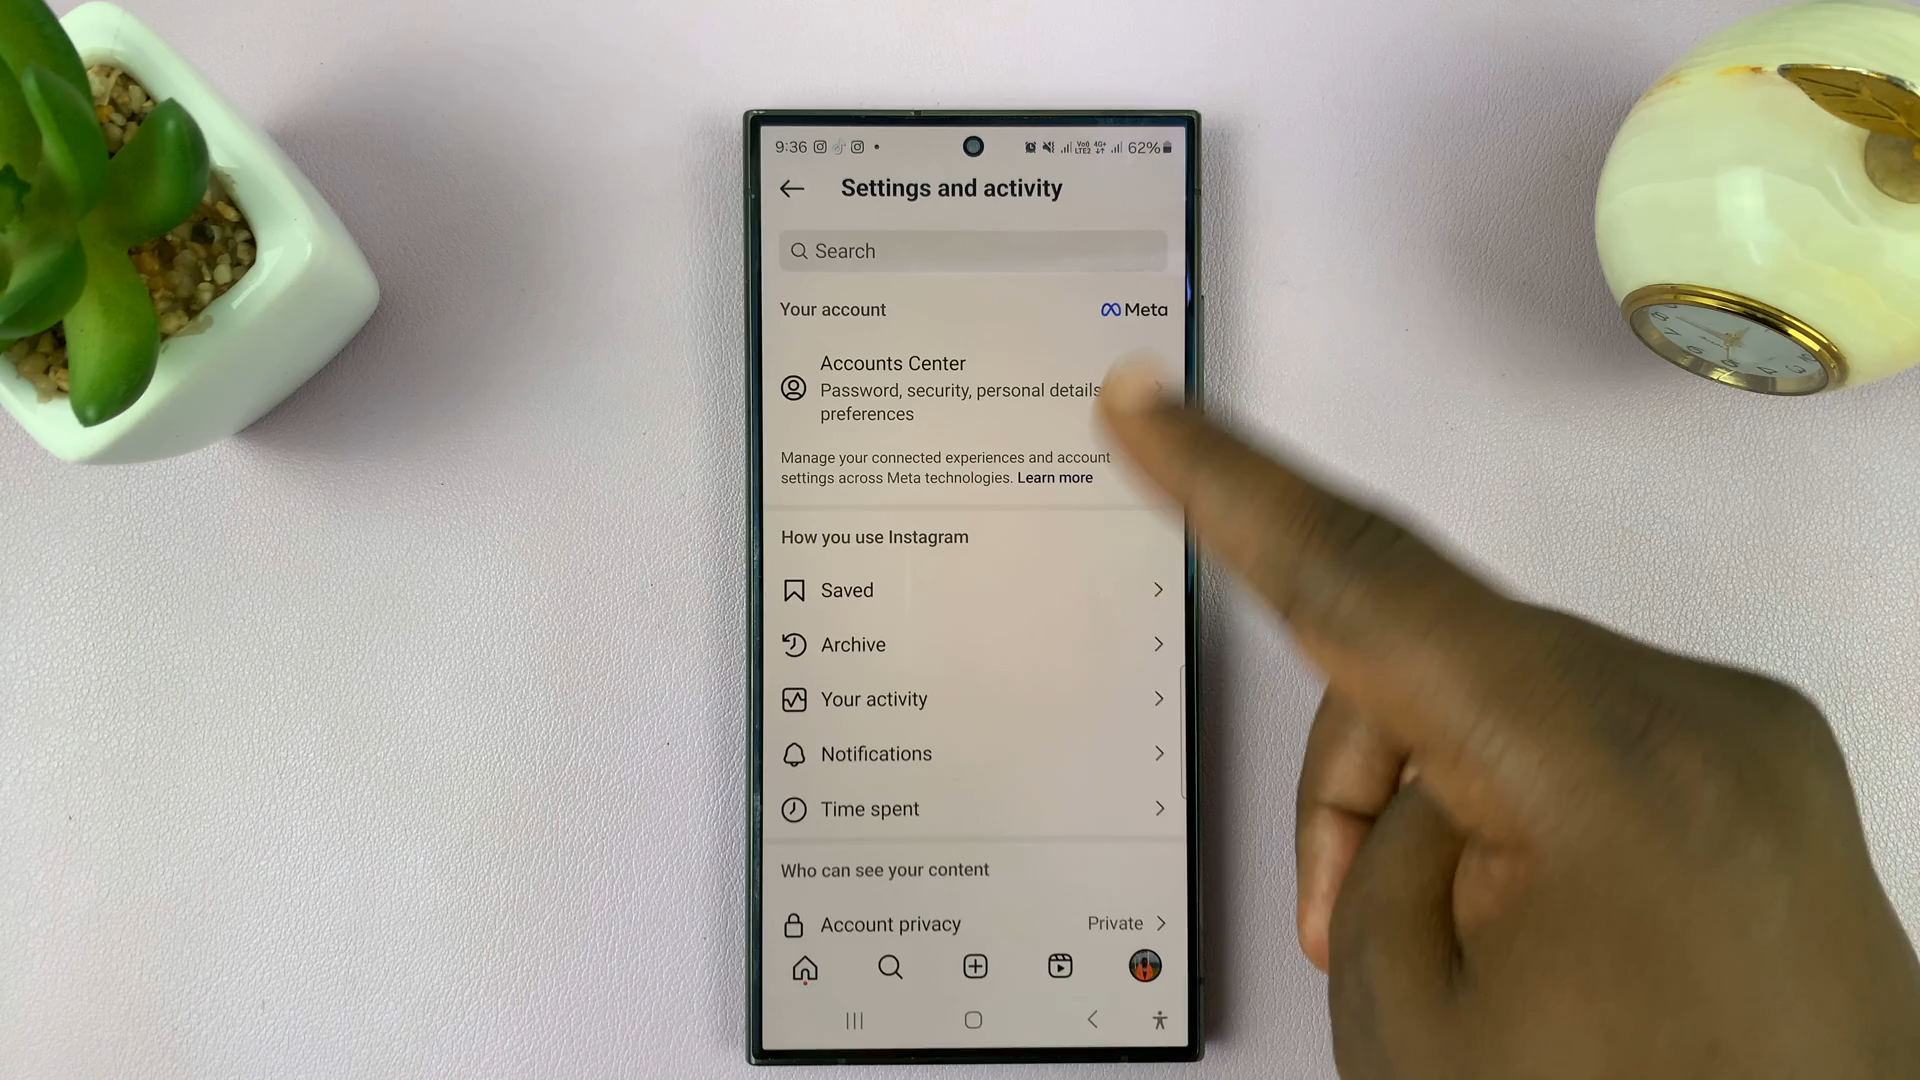 9:36 62%
Settings and activity
Search
Your account Meta
Accounts Center
Password, security, personal details
preferences
Manage your connected experiences and account
settings across Meta technologies. Learn more
How you use Instagram
Saved
Archive
Your activity
Notifications
Time spent
Who can see your content
Account privacy Private